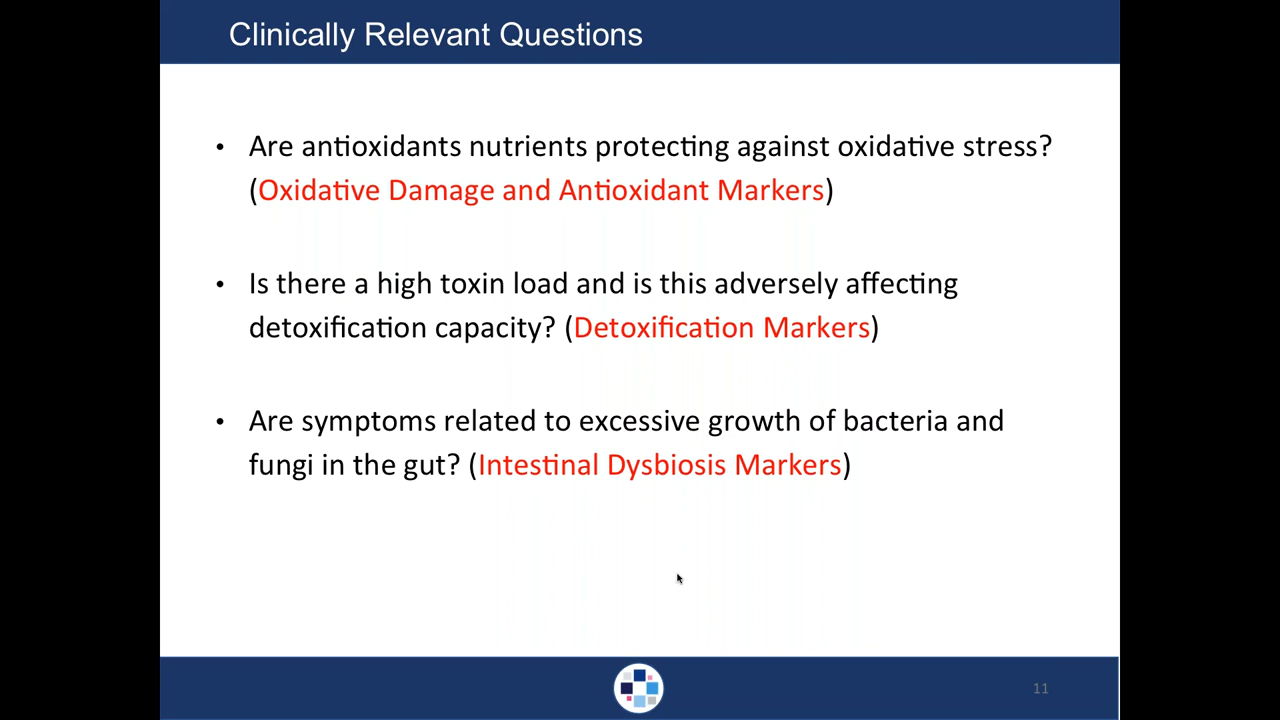 Clinically Relevant Questions
• Are antioxidants nutrients protecting against oxidative stress?
(Oxidative Damage and Antioxidant Markers)
• Is there a high toxin load and is this adversely affecting
detoxification capacity? (Detoxification Markers)
• Are symptoms related to excessive growth of bacteria and
fungi in the gut? (Intestinal Dysbiosis Markers)
11